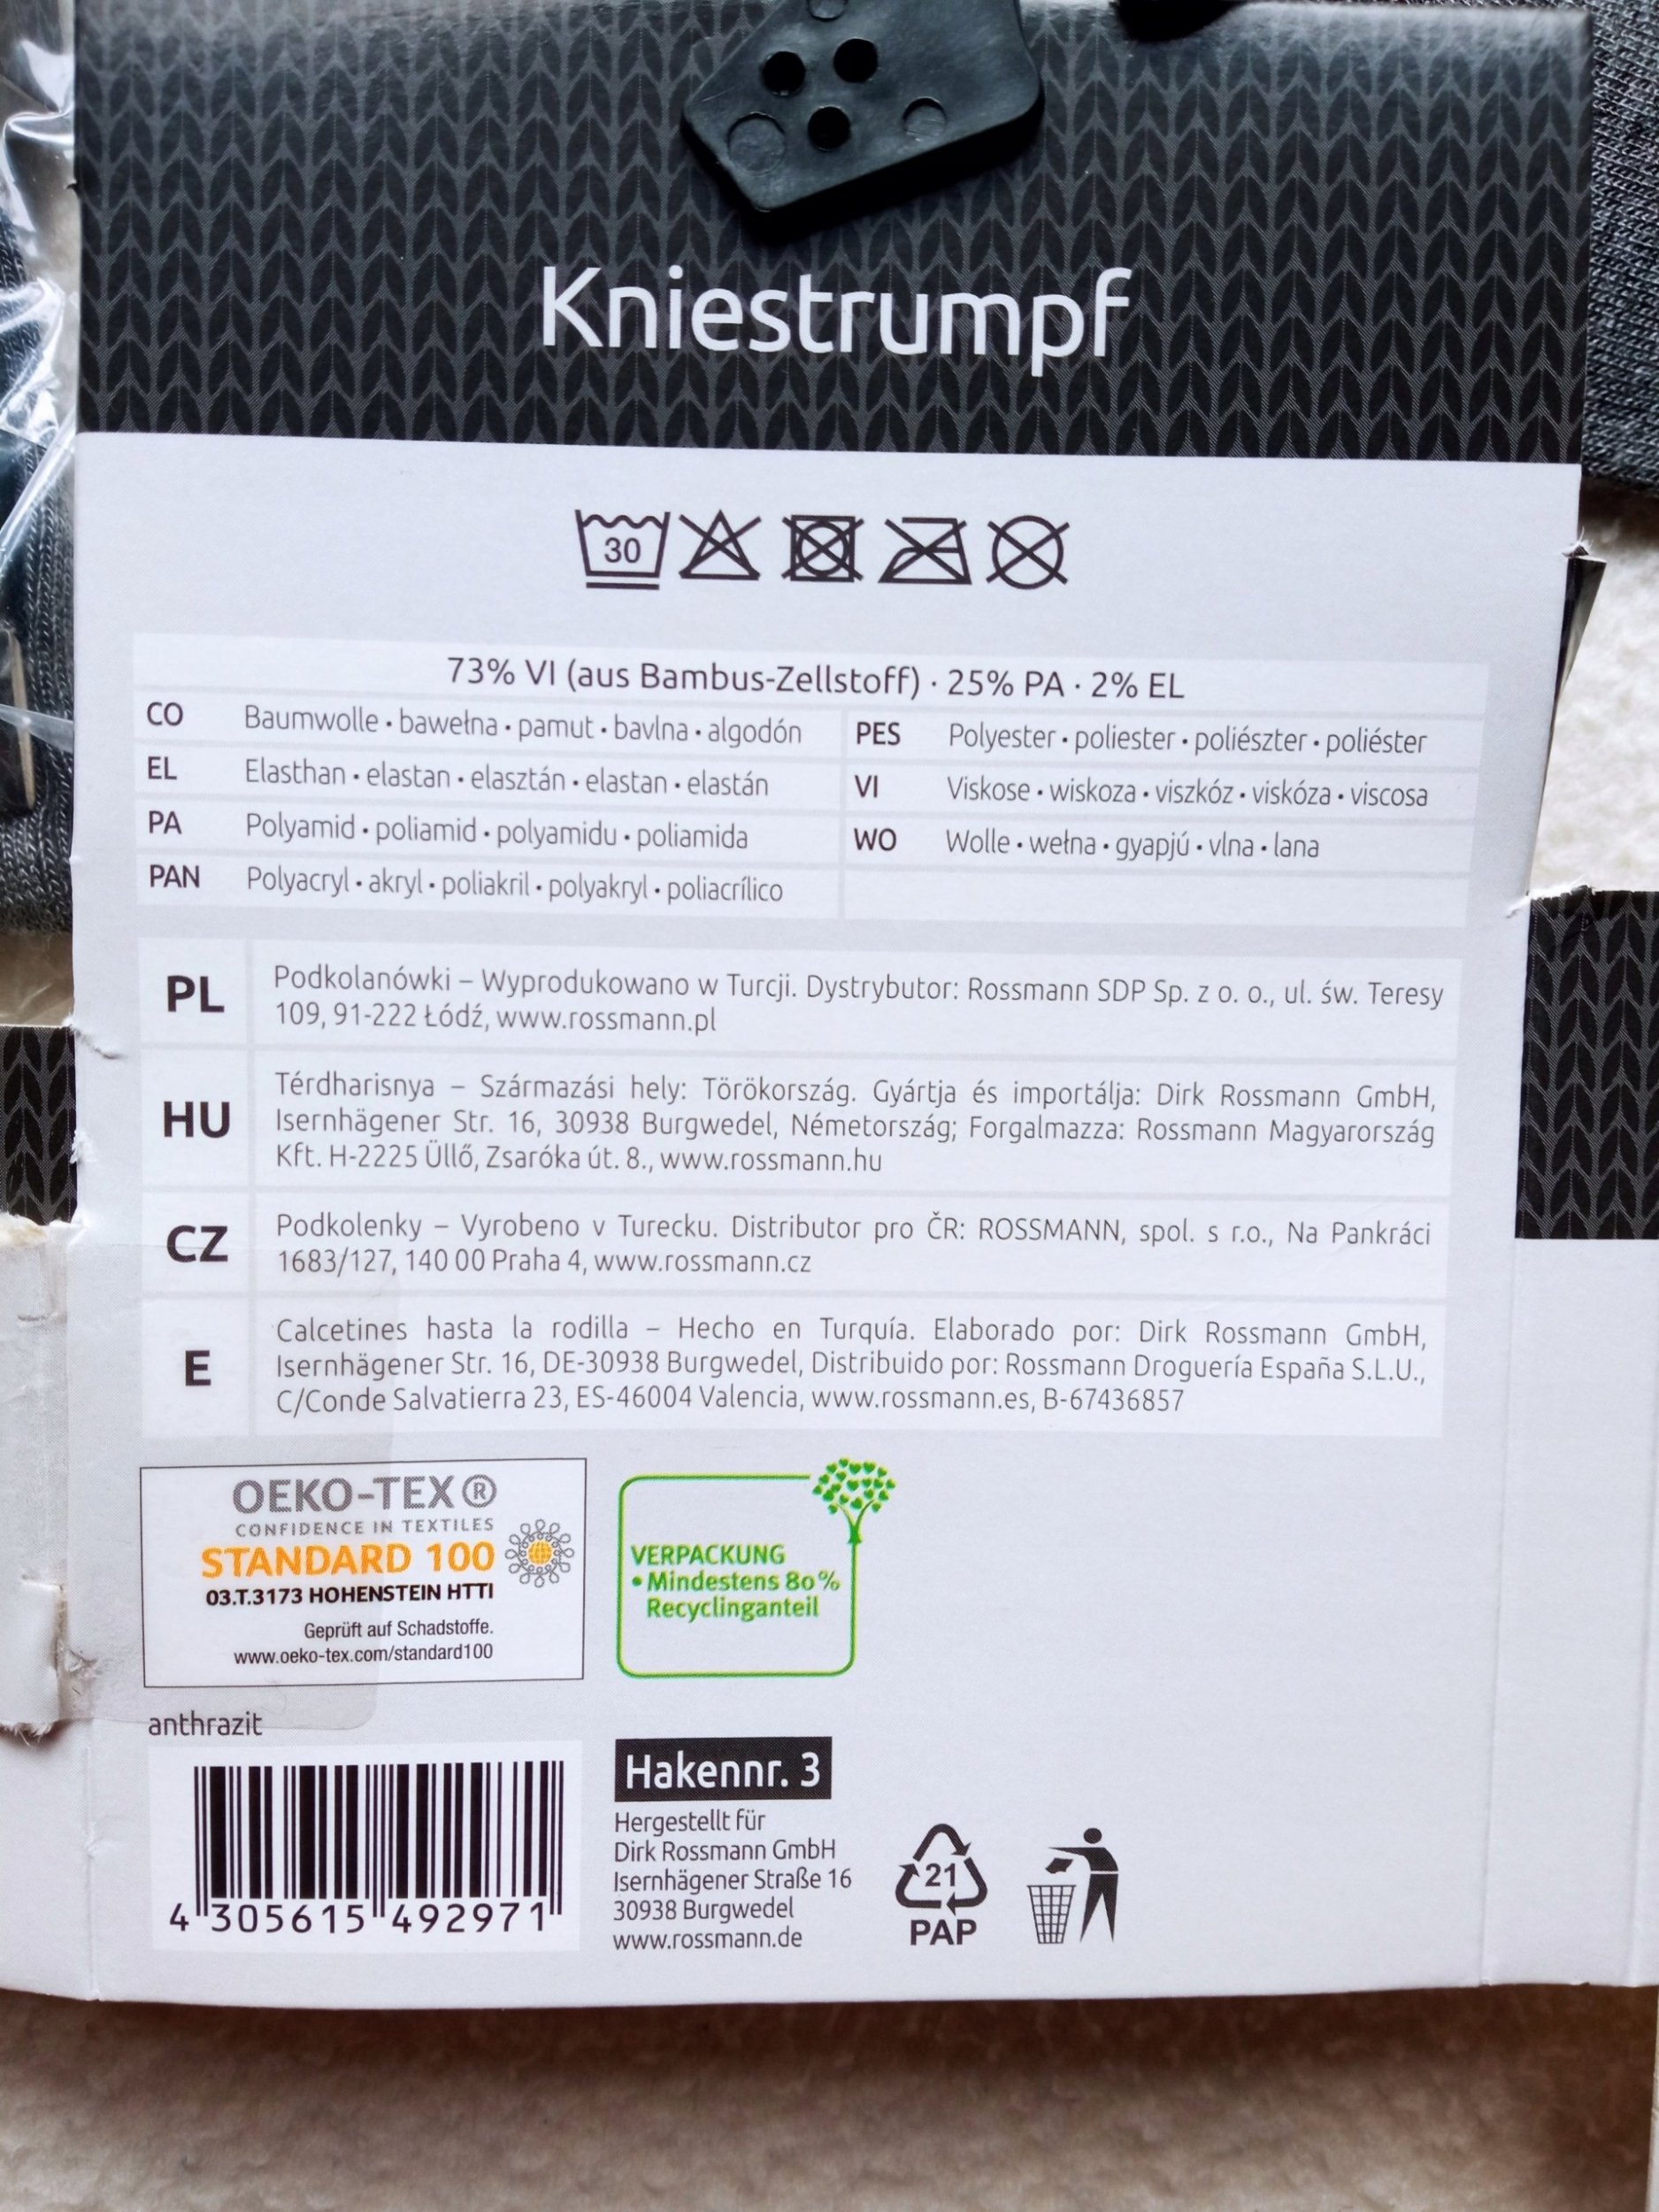 Kniestrumpf
30
73% VI (aus Bambus-Zellstoff) · 25% PA · 2% EL
CO Baumwolle • bawełna • pamut • bavlna • algodón
EL Elasthan • elastan • elasztán • elastan • elastán
PA Polyamid • poliamid • polyamidu • poliamida
PAN Polyacryl • akryl • poliakril • polyakryl • poliacrílico
PES Polyester • poliester • poliészter • poliéster
VI Viskose • wiskoza • viszkóz • viskóza • viscosa
WO Wolle • wełna • gyapjú • vlna • lana
PL
Podkolanówki – Wyprodukowano w Turcji. Dystrybutor: Rossmann SDP Sp. z o. o., ul. św. Teresy
109, 91-222 Łódź, www.rossmann.pl
HU
Térdharisnya – Származási hely: Törökország. Gyártja és importálja: Dirk Rossmann GmbH,
Isernhägener Str. 16, 30938 Burgwedel, Németország; Forgalmazza: Rossmann Magyarország
Kft. H-2225 Üllő, Zsaróka út. 8., www.rossmann.hu
CZ
Podkolenky – Vyrobeno v Turecku. Distributor pro ČR: ROSSMANN, spol. s r.o., Na Pankráci
1683/127, 140 00 Praha 4, www.rossmann.cz
E
Calcetines hasta la rodilla – Hecho en Turquía. Elaborado por: Dirk Rossmann GmbH,
Isernhägener Str. 16, DE-30938 Burgwedel, Distribuido por: Rossmann Droguería España S.L.U.,
C/Conde Salvatierra 23, ES-46004 Valencia, www.rossmann.es, B-67436857
OEKO-TEX®
CONFIDENCE IN TEXTILES
STANDARD 100
03.T.3173 HOHENSTEIN HTTI
Geprüft auf Schadstoffe.
www.oeko-tex.com/standard100
VERPACKUNG
• Mindestens 80%
Recyclinganteil
anthrazit
4 305615 492971
Hakennr. 3
Hergestellt für
Dirk Rossmann GmbH
Isernhägener Straße 16
30938 Burgwedel
www.rossmann.de
21
PAP